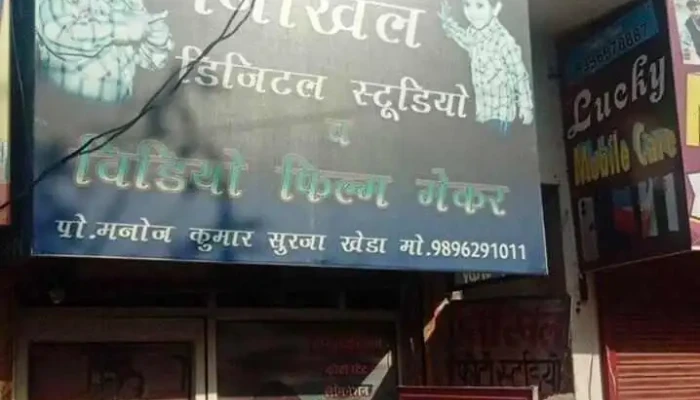 निखिल
डिजिटल स्टूडियो
व
विडियो फिल्म मेकर
प्रो.मनोज कुमार सुरजा खेडा मो.9896291011
Lucky
Mobile Care
निखिल
फोटो स्टुडियो